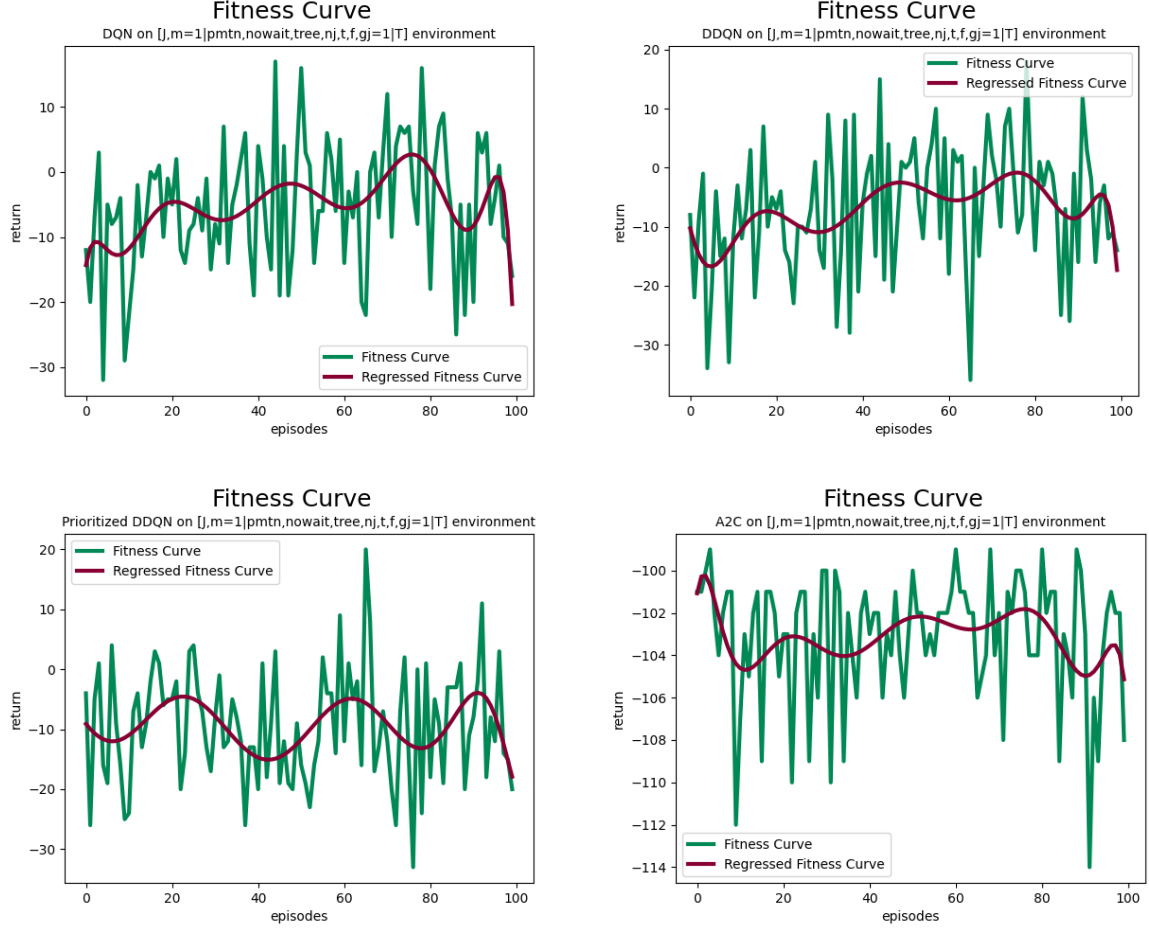 Fitness Curve
DQN on [J,m=1|pmtn,nowait,tree,nj,t,f,gj=1|T] environment
10
0
−10
−20
−30
return
Fitness Curve
Regressed Fitness Curve
0 20 40 60 80 100
episodes
Fitness Curve
DDQN on [J,m=1|pmtn,nowait,tree,nj,t,f,gj=1|T] environment
20
10
0
−10
−20
−30
return
Fitness Curve
Regressed Fitness Curve
0 20 40 60 80 100
episodes
Fitness Curve
Prioritized DDQN on [J,m=1|pmtn,nowait,tree,nj,t,f,gj=1|T] environment
20
10
0
−10
−20
−30
return
Fitness Curve
Regressed Fitness Curve
0 20 40 60 80 100
episodes
Fitness Curve
A2C on [J,m=1|pmtn,nowait,tree,nj,t,f,gj=1|T] environment
−100
−102
−104
−106
−108
−110
−112
−114
return
Fitness Curve
Regressed Fitness Curve
0 20 40 60 80 100
episodes